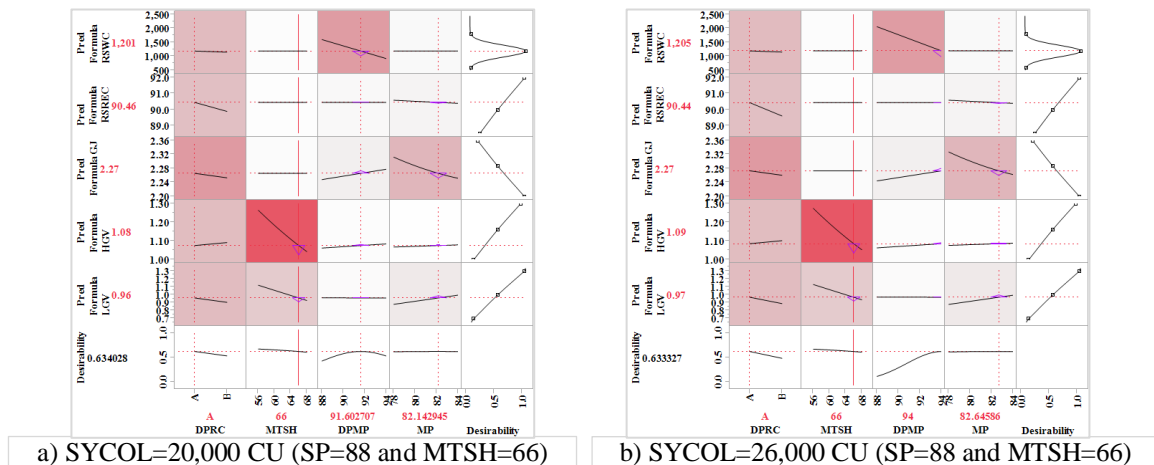 Pred Formula RSWC 1,201
2,500
2,000
1,500
1,000
500
Pred Formula RSREC 90.46
92.0
91.0
90.0
89.0
Pred Formula GJ 2.27
2.36
2.32
2.28
2.24
2.20
Pred Formula HGV 1.08
1.30
1.20
1.10
1.00
Pred Formula LGV 0.96
1.3
1.2
1.1
1.0
0.9
0.8
0.7
Desirability 0.634028
1.0
0.5
0.0
A
56 60 64 68
88 90 92 94
78 80 82 84
0.0 0.5 1.0
A 66 91.602707 82.142945
DPRC MTSH DPMP MP Desirability
a) SYCOL=20,000 CU (SP=88 and MTSH=66)
Pred Formula RSWC 1,205
2,500
2,000
1,500
1,000
500
Pred Formula RSREC 90.44
92.0
91.0
90.0
89.0
Pred Formula GJ 2.27
2.36
2.32
2.28
2.24
2.20
Pred Formula HGV 1.09
1.30
1.20
1.10
1.00
Pred Formula LGV 0.97
1.3
1.2
1.1
1.0
0.9
0.8
0.7
Desirability 0.633327
1.0
0.5
0.0
A
56 60 64 68
88 90 92 94
78 80 82 84
0.0 0.5 1.0
A 66 94 82.64586
DPRC MTSH DPMP MP Desirability
b) SYCOL=26,000 CU (SP=88 and MTSH=66)